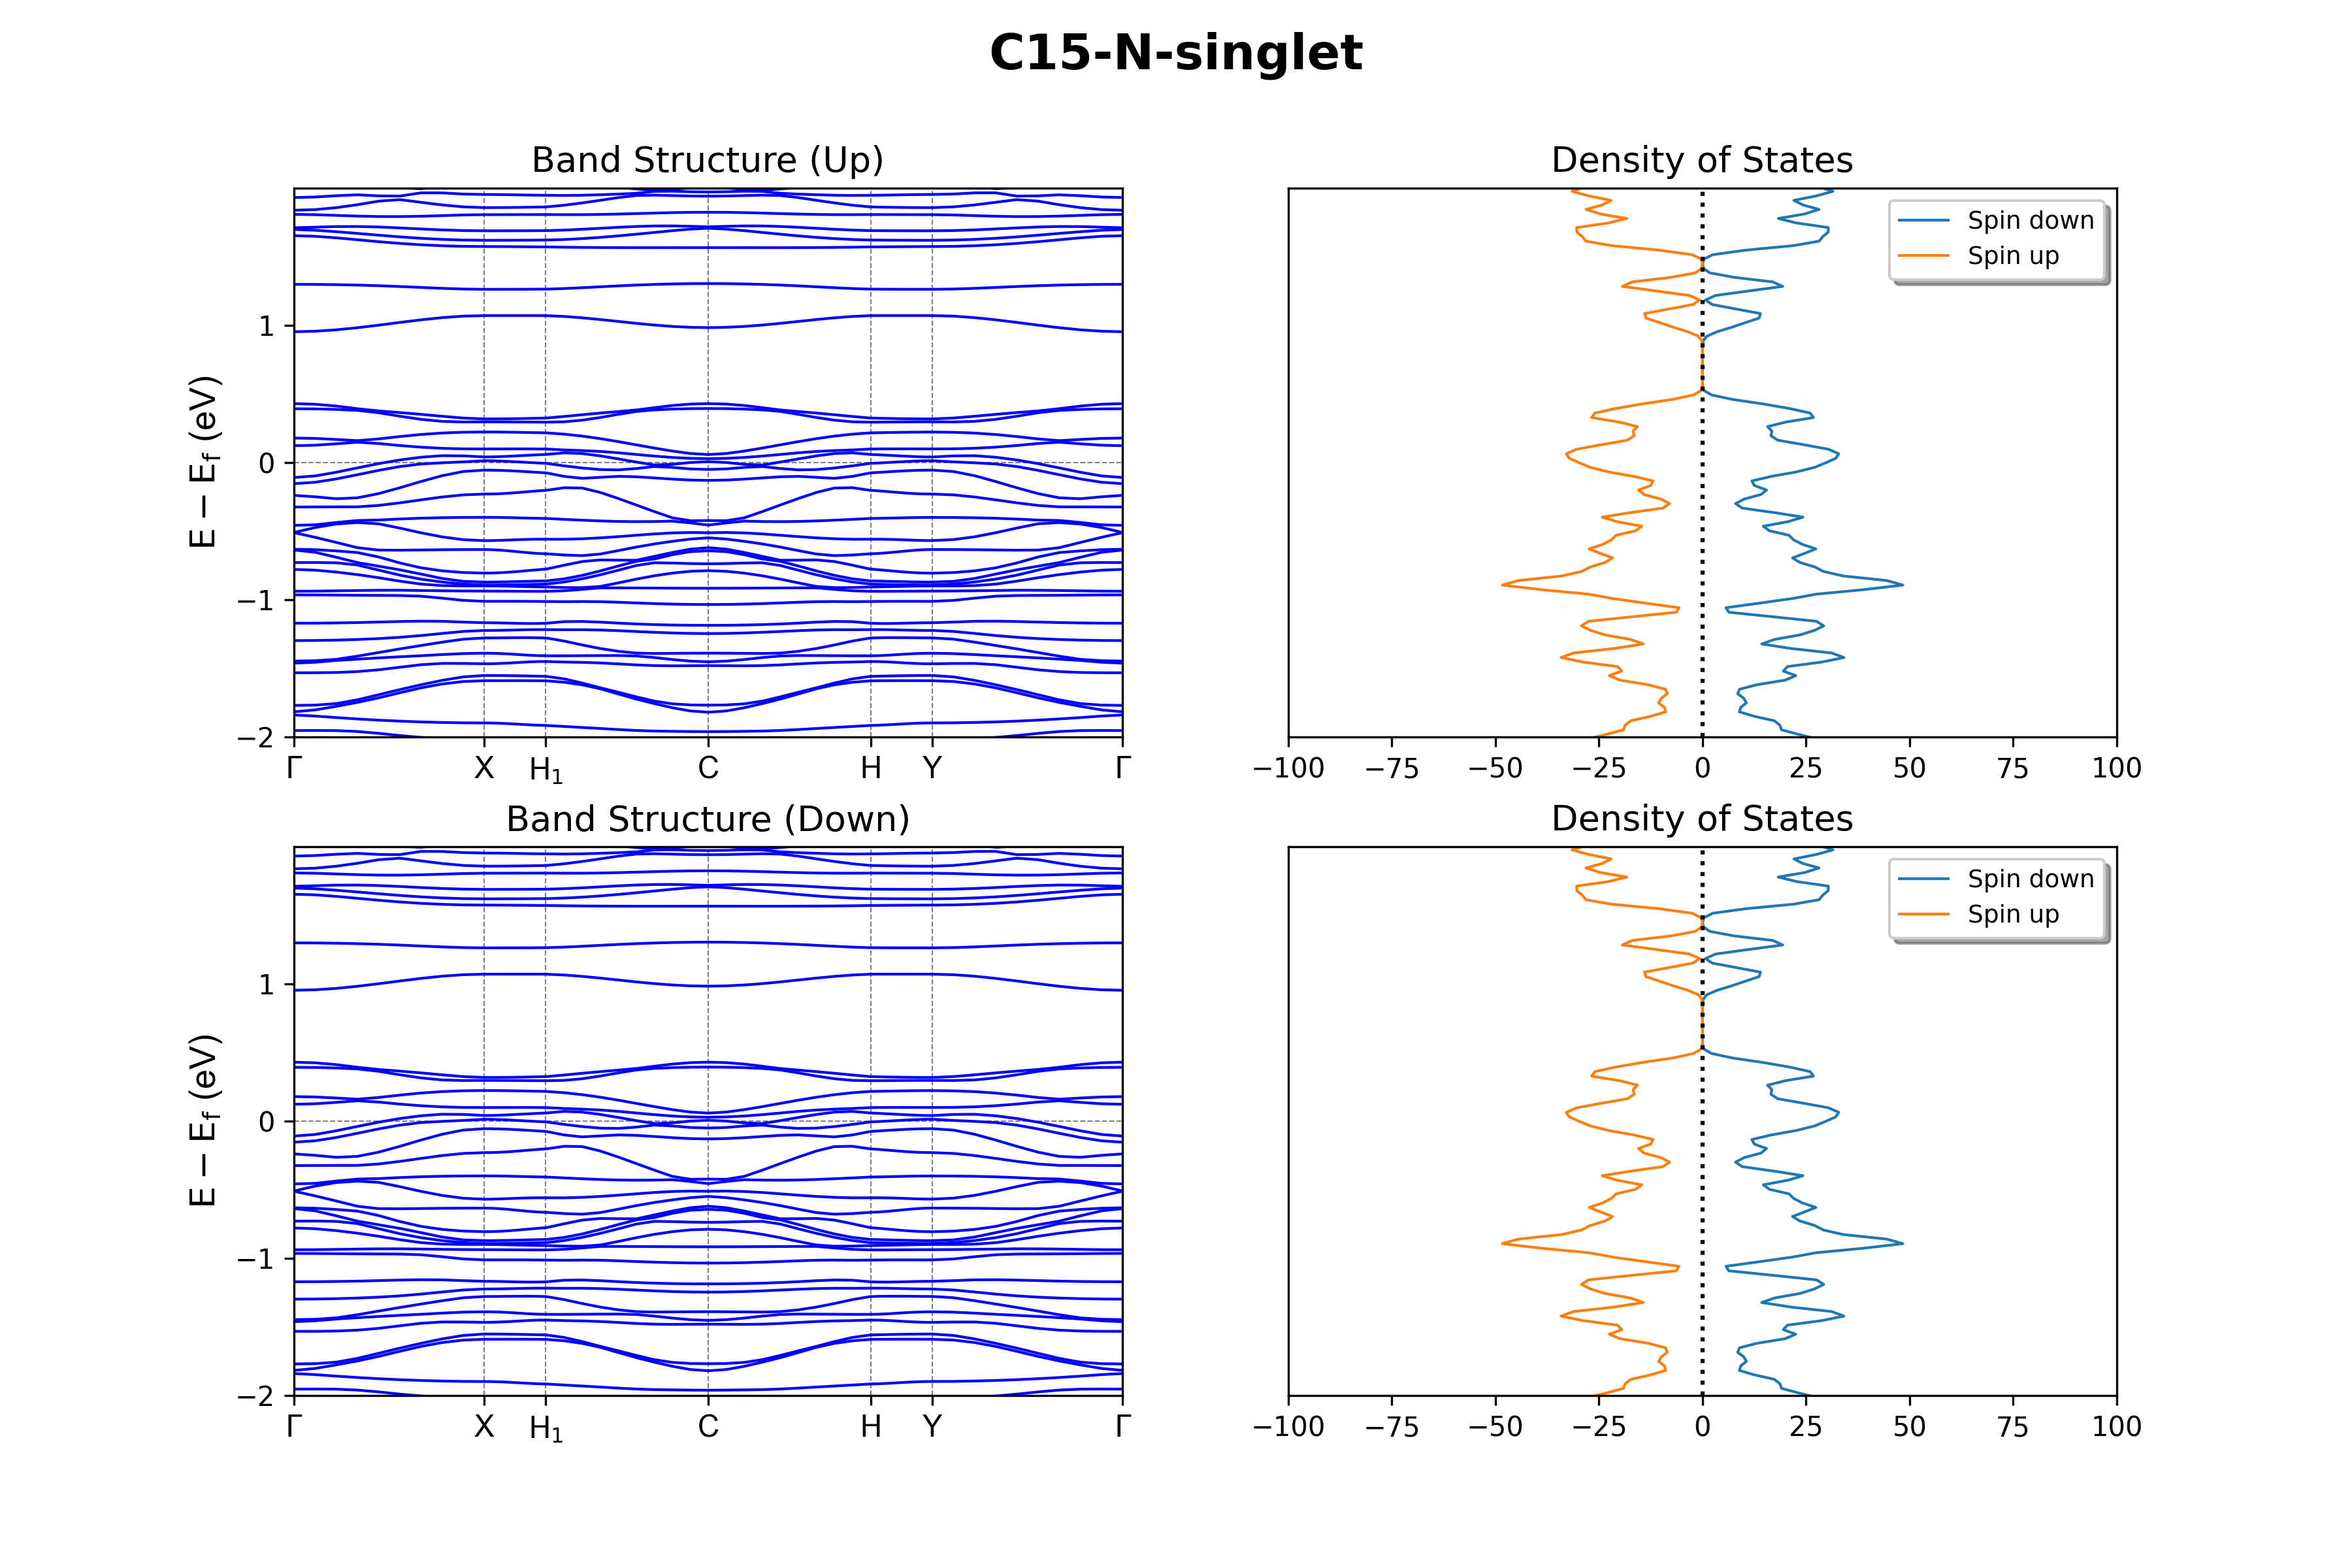 C15-N-singlet
Band Structure (Up)
E − E_f (eV)
1
0
−1
−2
Γ X H₁ C H Y Γ
Density of States
Spin down
Spin up
−100 −75 −50 −25 0 25 50 75 100
Band Structure (Down)
E − E_f (eV)
1
0
−1
−2
Γ X H₁ C H Y Γ
Density of States
Spin down
Spin up
−100 −75 −50 −25 0 25 50 75 100